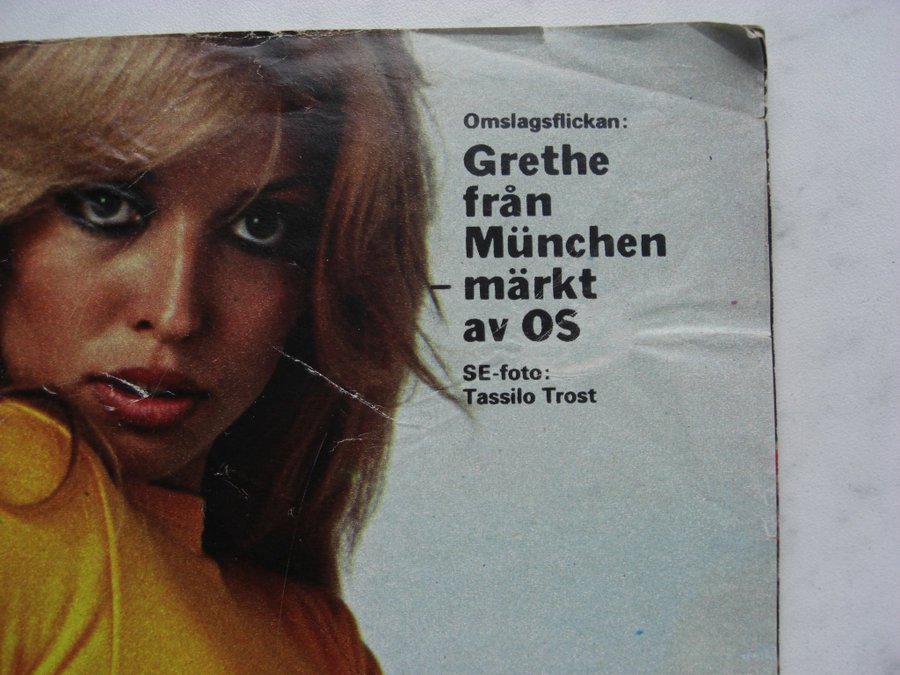 Omslagsflickan:
Grethe
från
München
– märkt
av OS
SE-foto:
Tassilo Trost